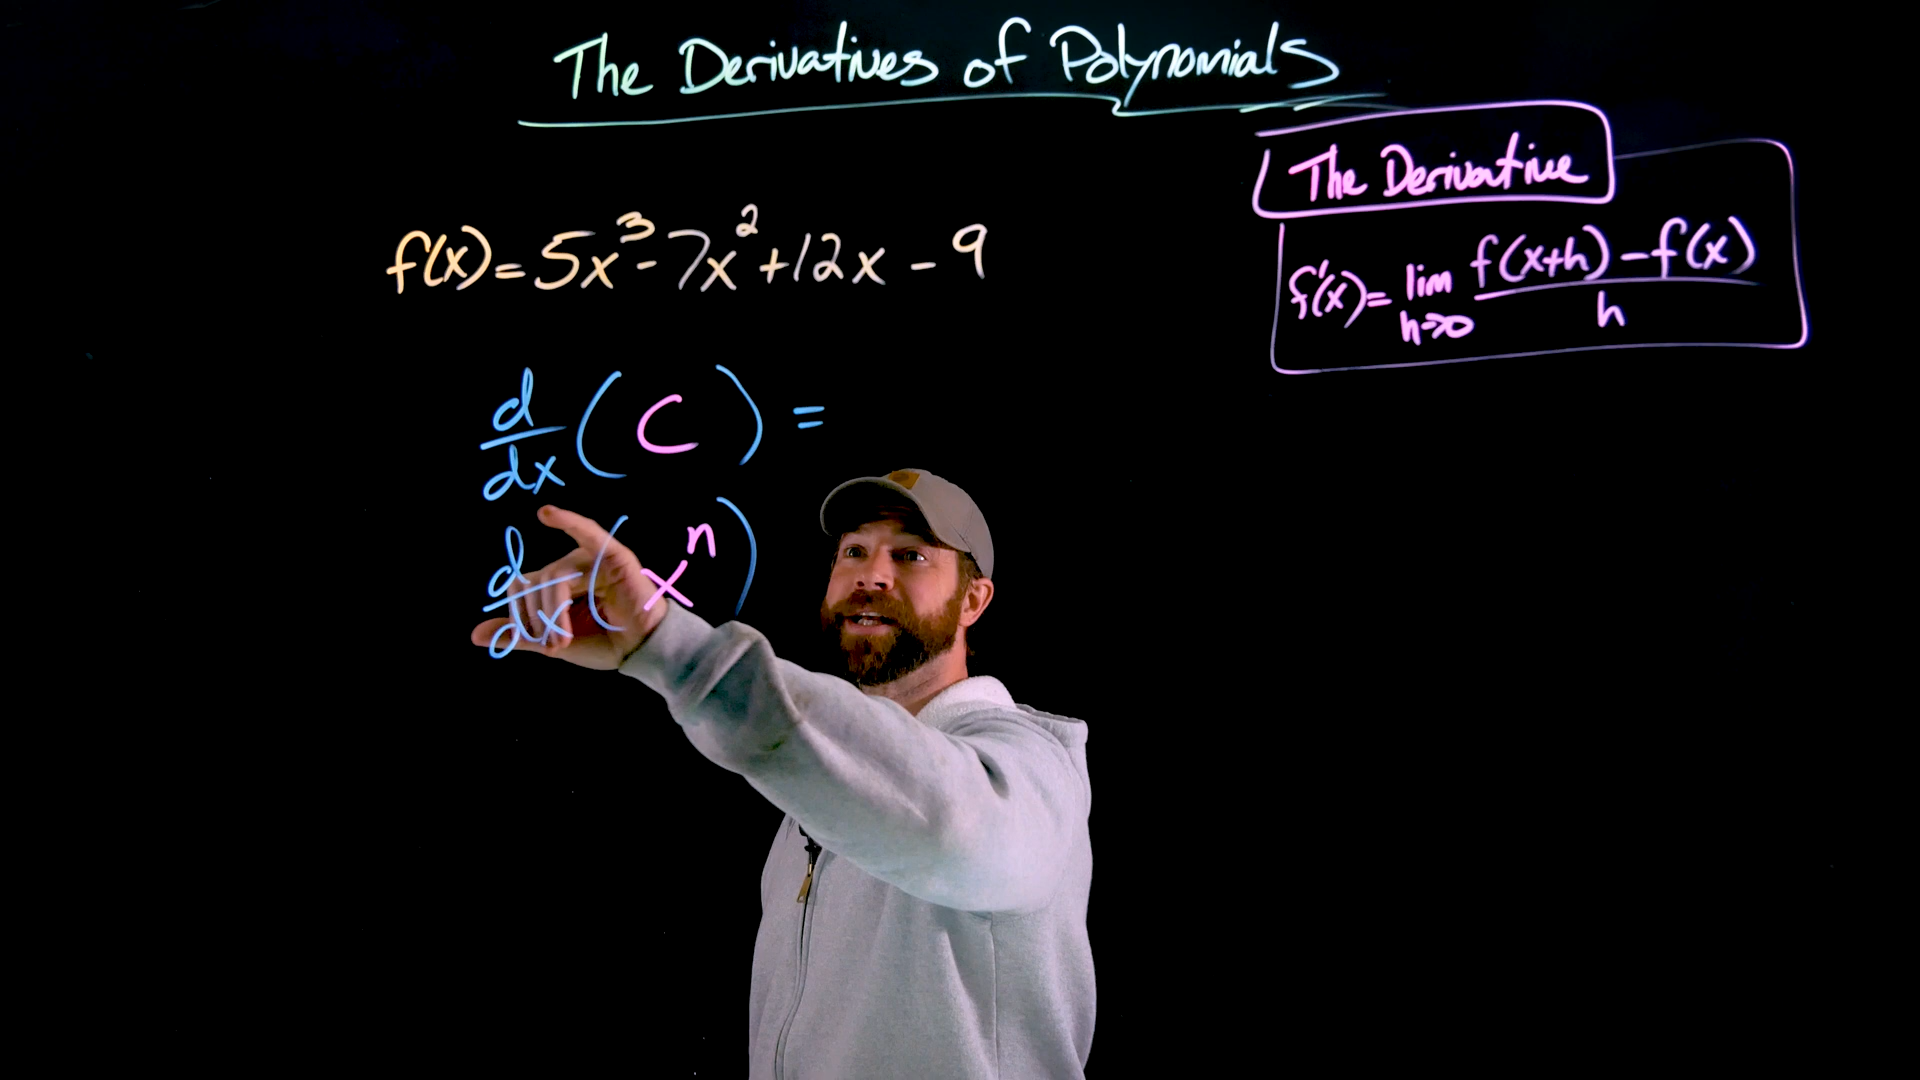 The Derivatives of Polynomials
The Derivative
f(x) = 5x³ - 7x² + 12x - 9
f'(x) = lim h→0 f(x+h) - f(x) / h
d/dx ( C ) =
d/dx ( xⁿ )